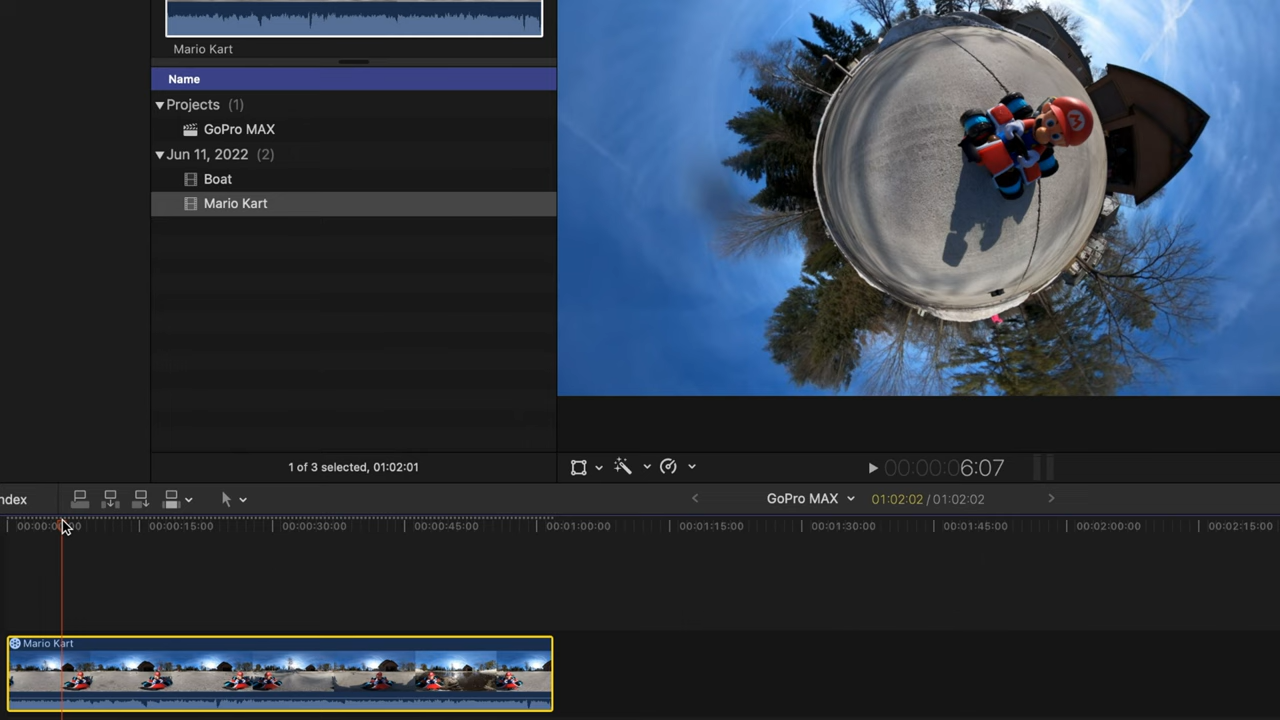 Mario Kart
Name
Projects (1)
GoPro MAX
Jun 11, 2022 (2)
Boat
Mario Kart
1 of 3 selected, 01:02:01
00:00:06:07
ndex
GoPro MAX
01:02:02 / 01:02:02
00:00:15:00 00:00:30:00 00:00:45:00 00:01:00:00 00:01:15:00 00:01:30:00 00:01:45:00 00:02:00:00 00:02:15:00
Mario Kart